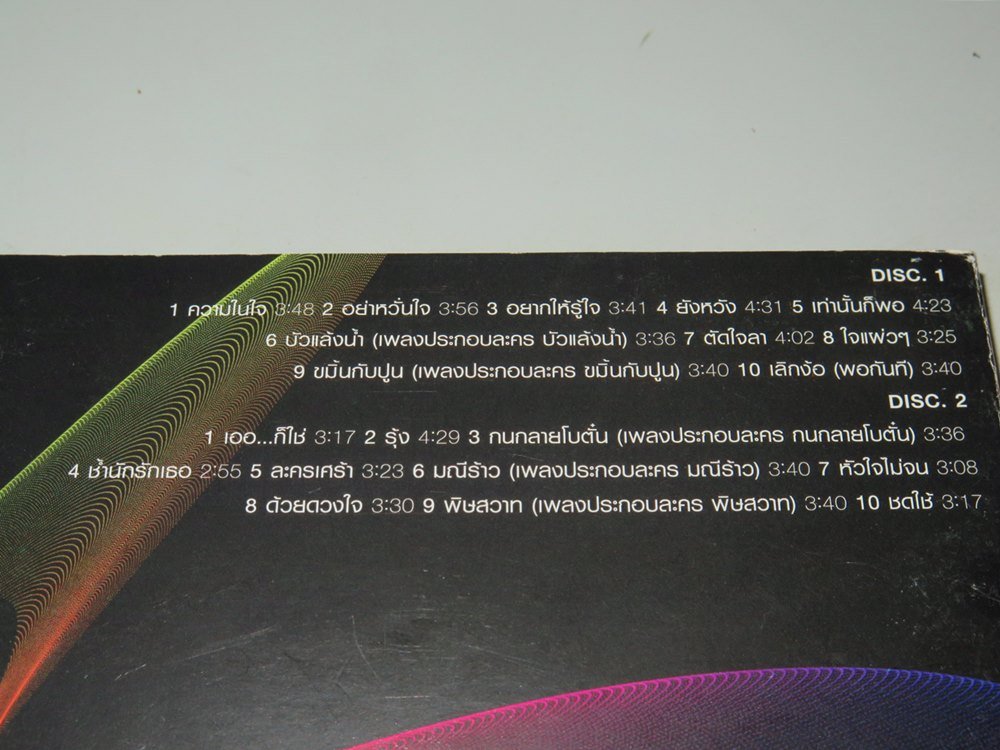 DISC. 1
1 ความในใจ 3:48 2 อย่าหวั่นใจ 3:56 3 อยากให้รู้ใจ 3:41 4 ยังหวัง 4:31 5 เท่านั้นก็พอ 4:23
6 บัวแล้งน้ำ (เพลงประกอบละคร บัวแล้งน้ำ) 3:36 7 ตัดใจลา 4:02 8 ใจแผ่วๆ 3:25
9 ขมิ้นกับปูน (เพลงประกอบละคร ขมิ้นกับปูน) 3:40 10 เลิกง้อ (พอกันที) 3:40
DISC. 2
1 เออ...ก็ใช่ 3:17 2 รุ้ง 4:29 3 กนกลายโบตั๋น (เพลงประกอบละคร กนกลายโบตั๋น) 3:36
4 ช้ำนักรักเธอ 2:55 5 ละครเศร้า 3:23 6 มณีร้าว (เพลงประกอบละคร มณีร้าว) 3:40 7 หัวใจไม่จน 3:08
8 ด้วยดวงใจ 3:30 9 พิษสวาท (เพลงประกอบละคร พิษสวาท) 3:40 10 ชดใช้ 3:17